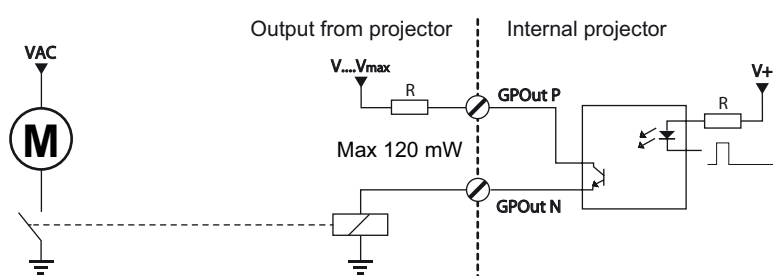 Output from projector
Internal projector
VAC
V....Vmax
V+
R
GPOut P
R
M
Max 120 mW
GPOut N